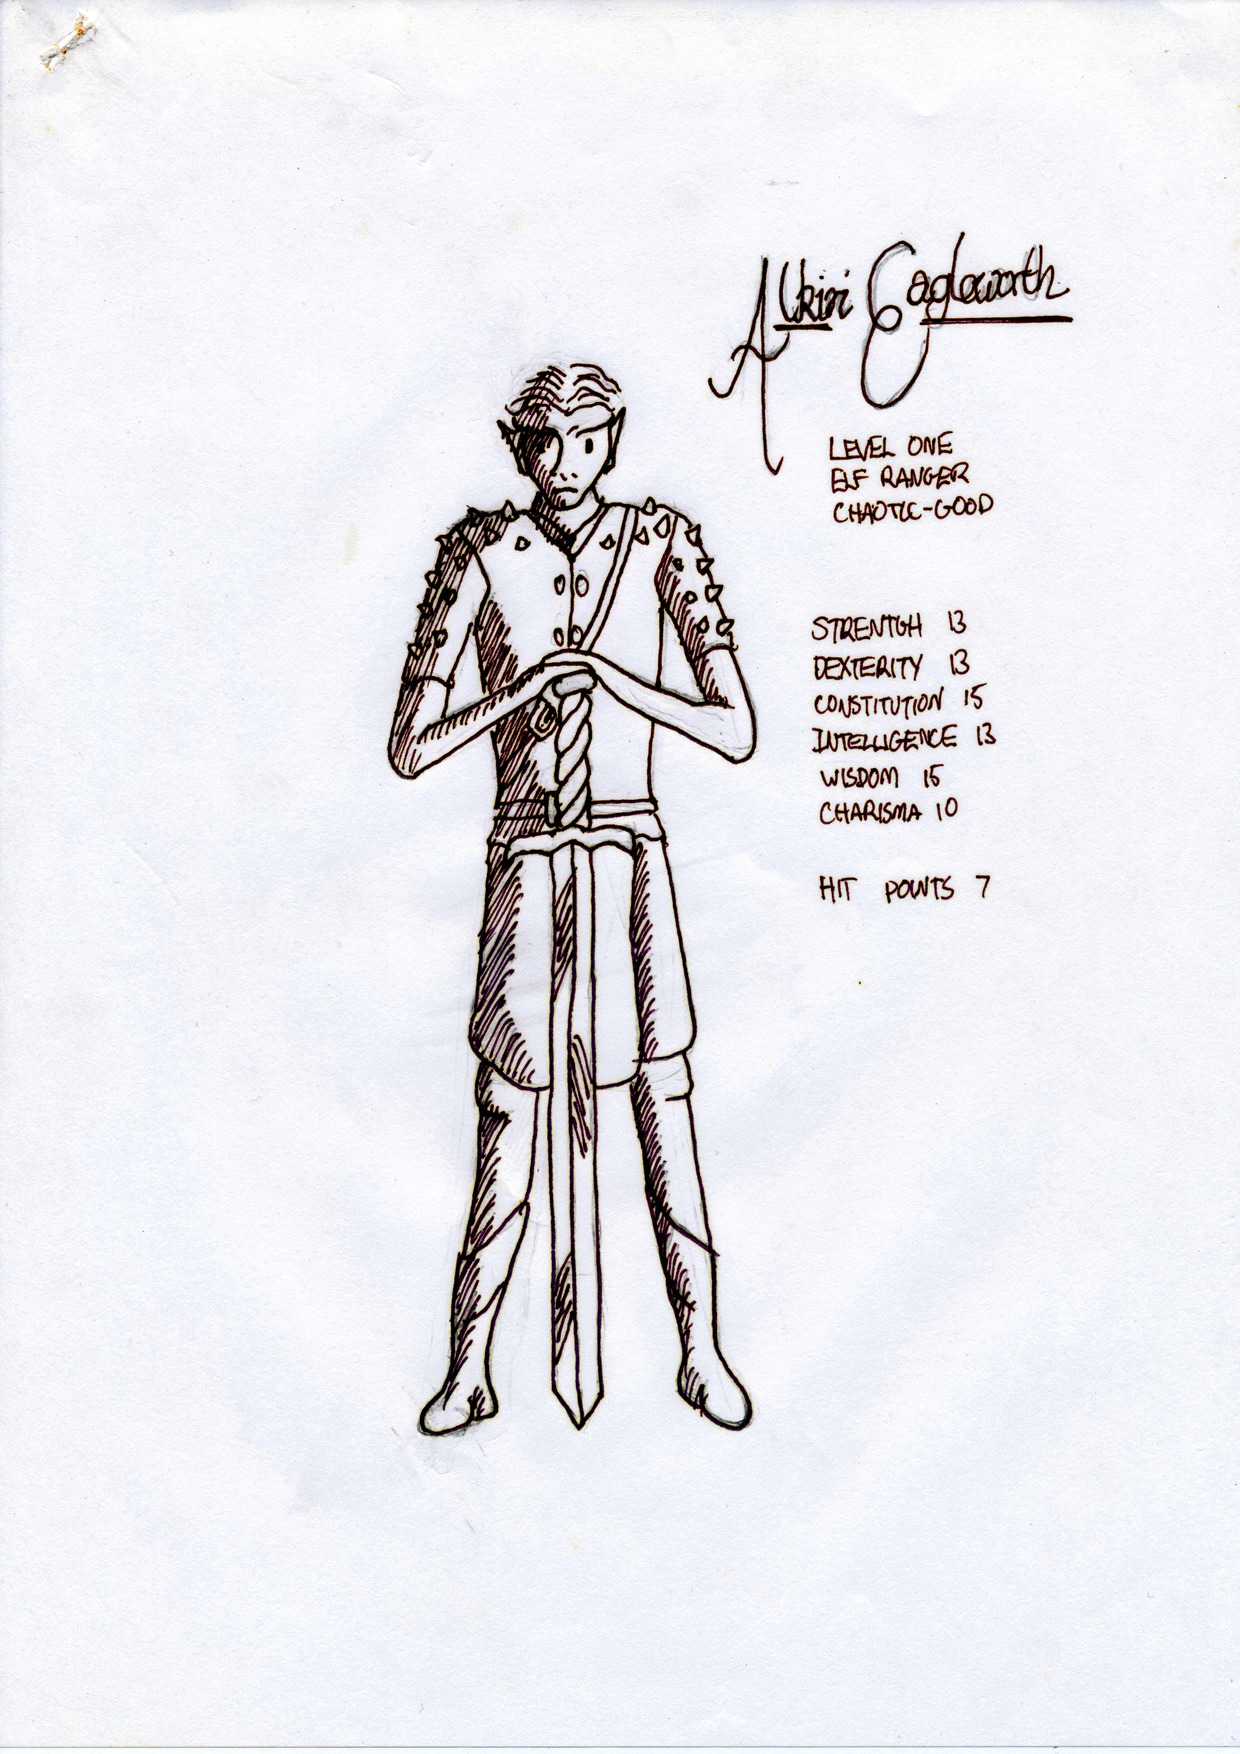 Alkiri Eagleworth
LEVEL ONE
ELF RANGER
CHAOTIC-GOOD
STRENTGH 13
DEXTERITY 13
CONSTITUTION 15
INTELLIGENCE 13
WISDOM 15
CHARISMA 10
HIT POINTS 7